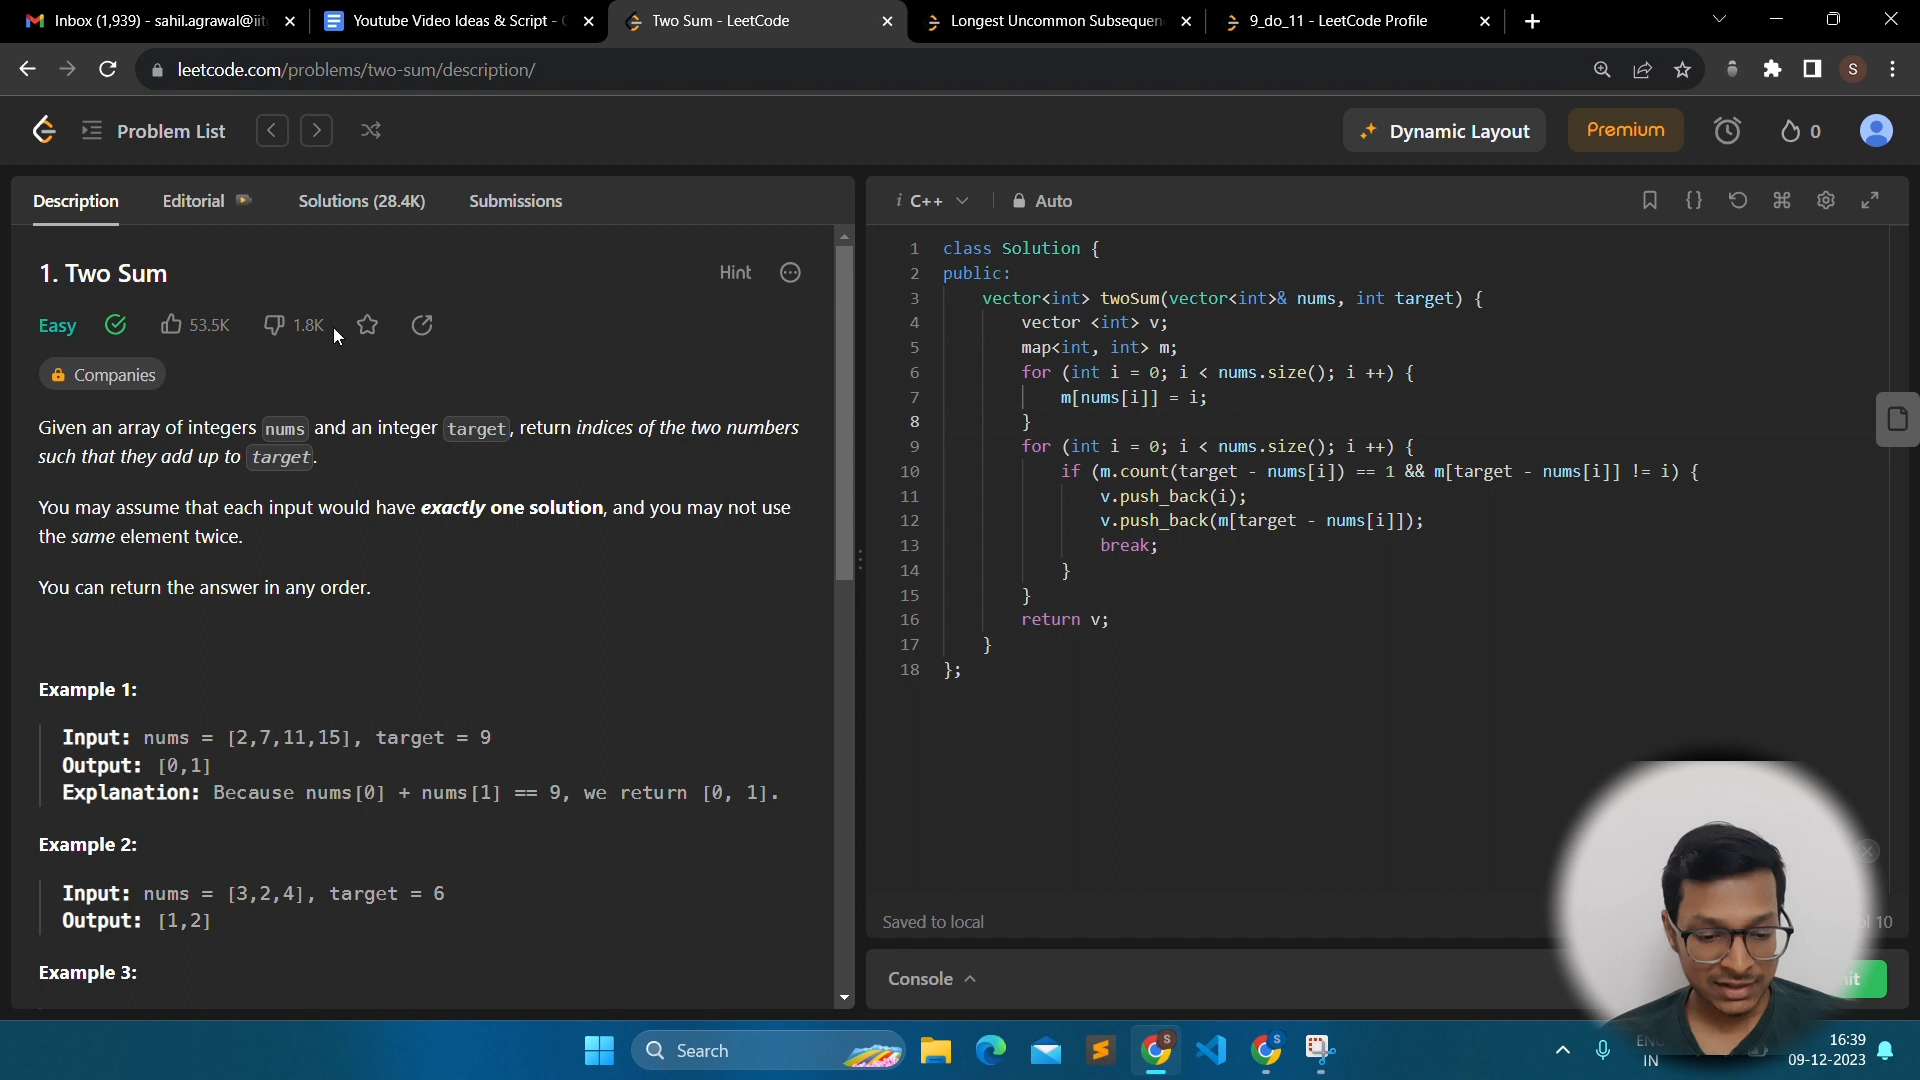 Inbox (1,939) - sahil.agrawal@iit
Youtube Video Ideas & Script -
Two Sum - LeetCode
Longest Uncommon Subsequen
9_do_11 - LeetCode Profile
leetcode.com/problems/two-sum/description/
S
Problem List
Dynamic Layout
Premium
0
Description
Editorial
Solutions (28.4K)
Submissions
1. Two Sum
Hint
Easy
53.5K
1.8K
Companies
Given an array of integers nums and an integer target, return indices of the two numbers
such that they add up to target.
You may assume that each input would have exactly one solution, and you may not use
the same element twice.
You can return the answer in any order.
Example 1:
Input: nums = [2,7,11,15], target = 9
Output: [0,1]
Explanation: Because nums[0] + nums[1] == 9, we return [0, 1].
Example 2:
Input: nums = [3,2,4], target = 6
Output: [1,2]
Example 3:
i C++
Auto
1 class Solution {
2 public:
3 vector<int> twoSum(vector<int>& nums, int target) {
4 vector <int> v;
5 map<int, int> m;
6 for (int i = 0; i < nums.size(); i ++) {
7 m[nums[i]] = i;
8 }
9 for (int i = 0; i < nums.size(); i ++) {
10 if (m.count(target - nums[i]) == 1 && m[target - nums[i]] != i) {
11 v.push_back(i);
12 v.push_back(m[target - nums[i]]);
13 break;
14 }
15 }
16 return v;
17 }
18 };
Saved to local
10
Console
Search
IN
16:39
09-12-2023